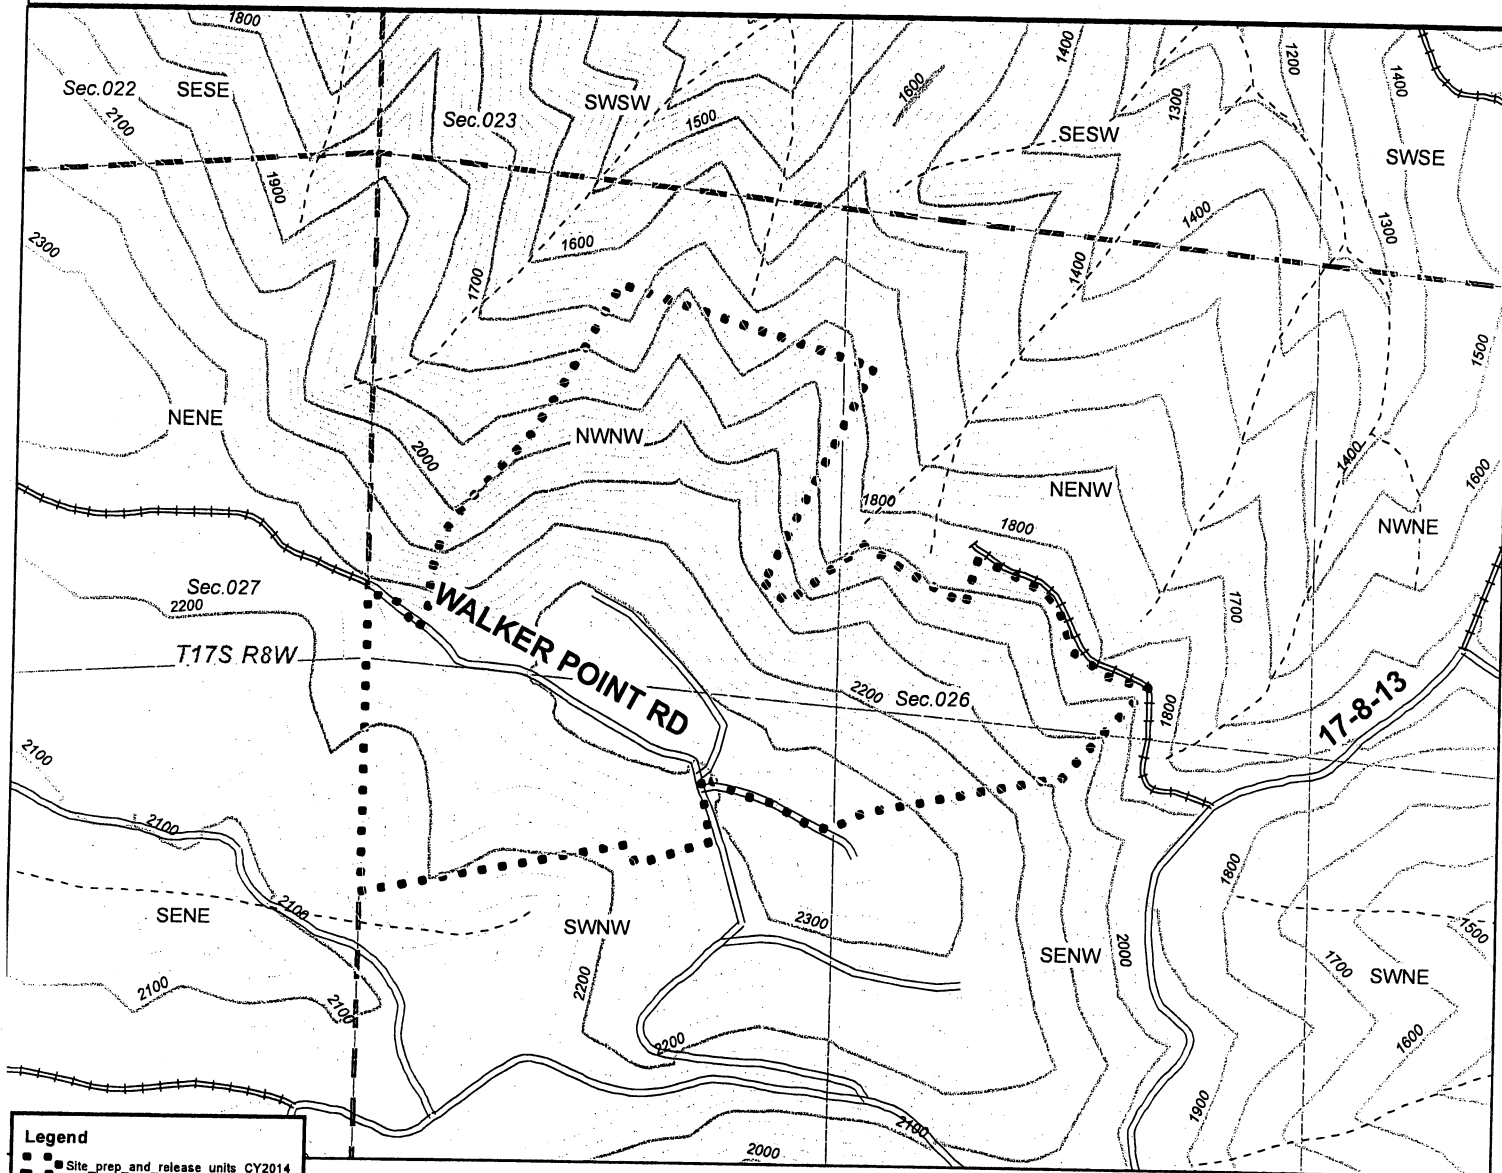 1800
Sec.022
SESE
2100
1900
2300
Sec.023
SWSW
1500
1600
1400
1200
1300
SESW
1400
SWSE
1300
1400
1400
1600
1700
1500
NENE
2000
NWNW
1800
NENW
1800
1400
1600
NWNE
Sec.027
2200
T17S R8W
WALKER POINT RD
2200
Sec.026
1700
1800
17-8-13
2100
2100
2100
SENE
SWNW
2300
SENW
2000
1800
1500
1700
SWNE
1600
2100
2100
2200
2200
1900
2100
2000
Legend
Site_prep_and_release units CY2014